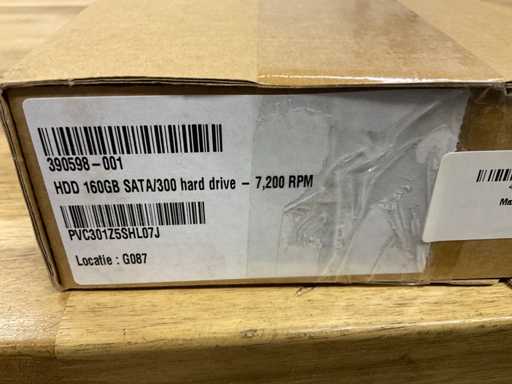 390598-001
HDD 160GB SATA/300 hard drive – 7,200 RPM
PVC301Z5SHL07J
Locatie : G087